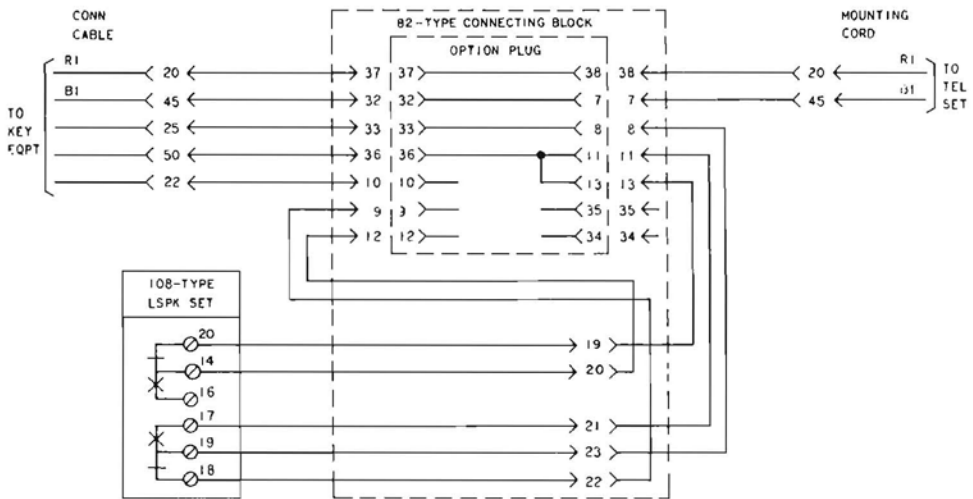 CONN CABLE
82-TYPE CONNECTING BLOCK
MOUNTING CORD
OPTION PLUG
R1 20 37 37 38 38 20 R1
B1 45 32 32 7 7 45 B1
TO KEY EQPT
TO TEL SET
25 33 33 8 8
50 36 36 11 11
22 10 10 13 13
9 9 35 35
12 12 34 34
108-TYPE
LSPK SET
20 19
14 20
16
17 21
19 23
18 22